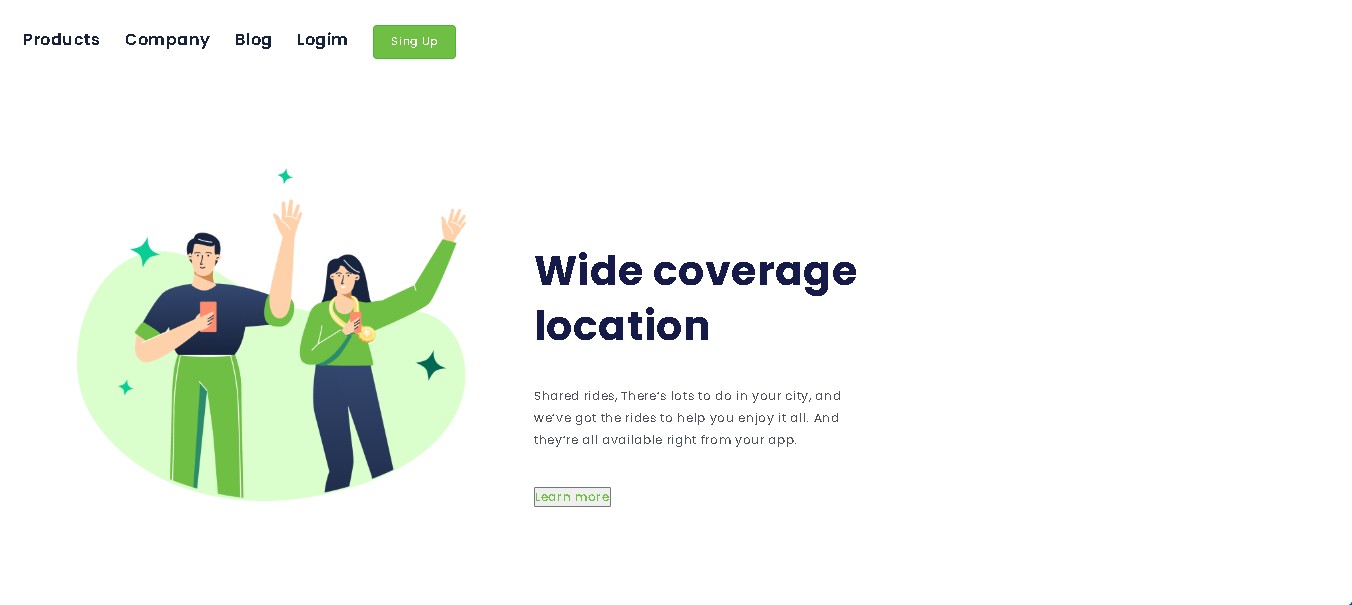 Products Company Blog Logím Sing Up
Wide coverage
location
Shared rides, There's lots to do in your city, and
we've got the rides to help you enjoy it all. And
they're all available right from your app.
Learn more